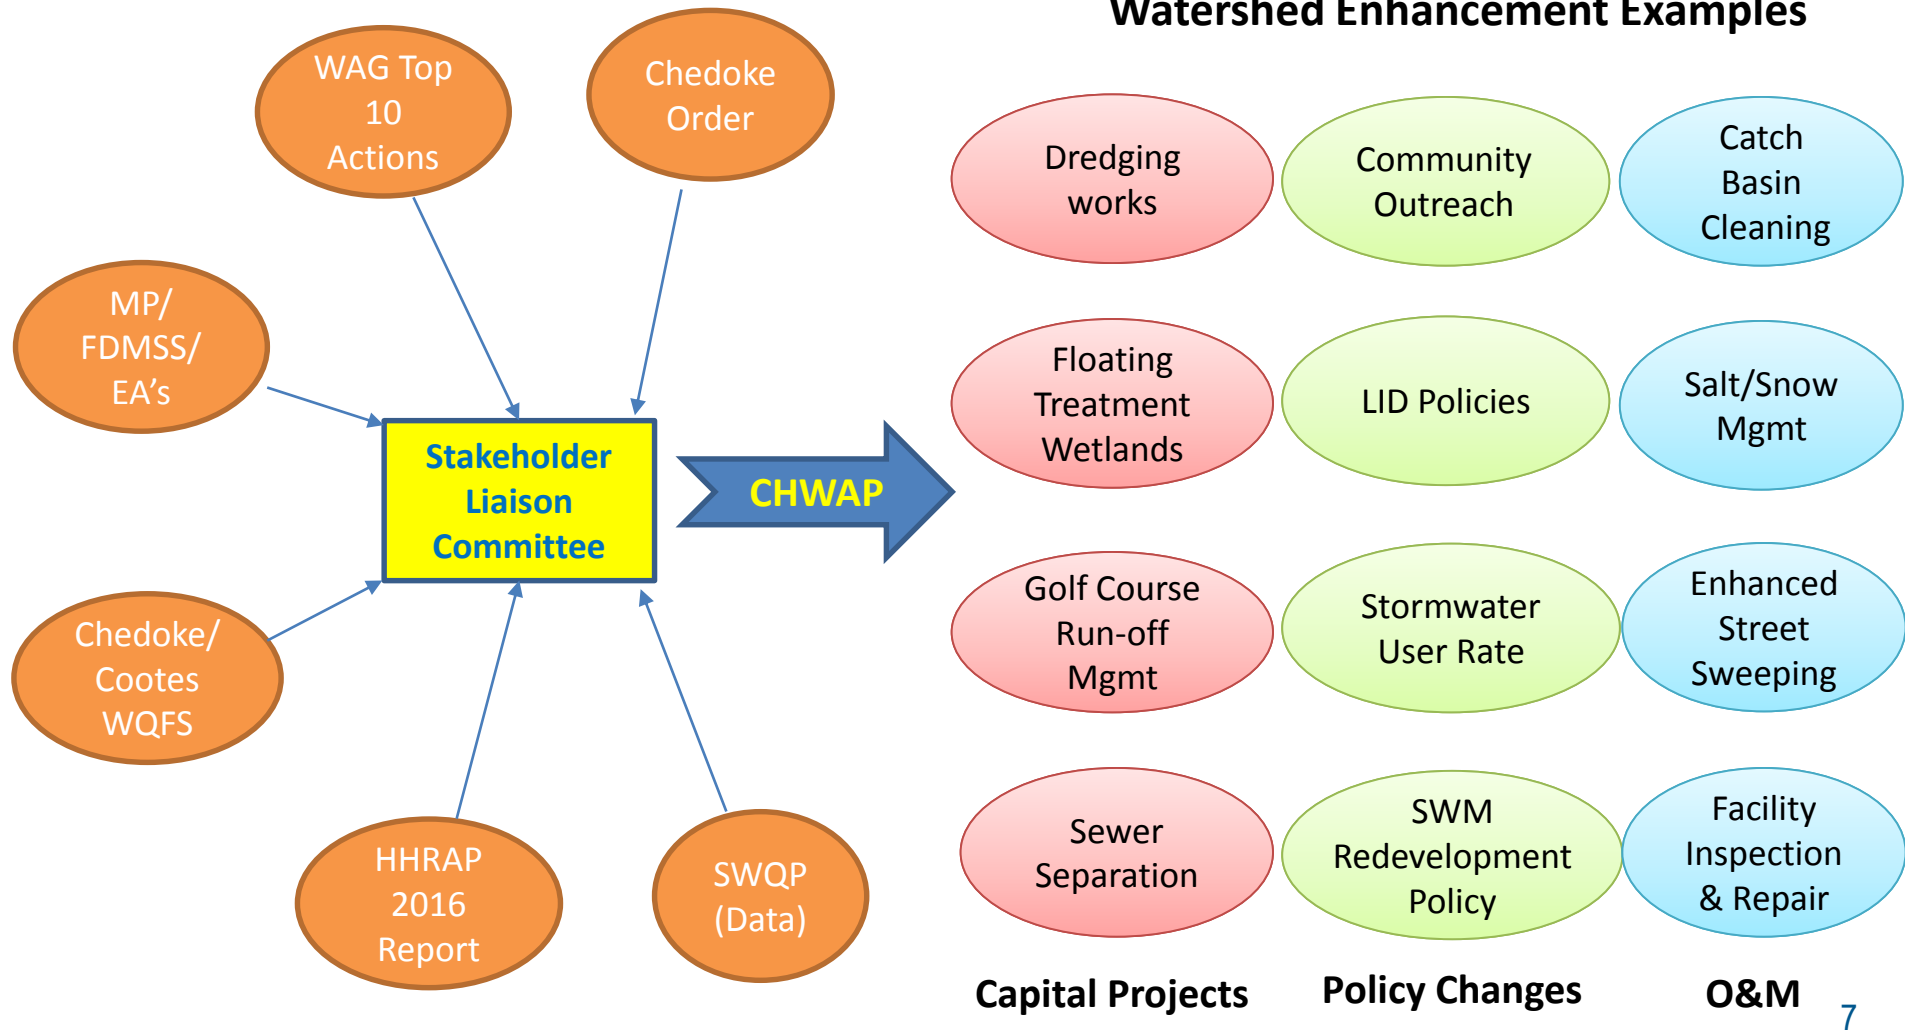 Watershed Enhancement Examples
WAG Top
10
Actions
Chedoke
Order
MP/
FDMSS/
EA's
Stakeholder
Liaison
Committee
Chedoke/
Cootes
WQFS
HHRAP
2016
Report
SWQP
(Data)
CHWAP
Dredging
works
Community
Outreach
Catch
Basin
Cleaning
Floating
Treatment
Wetlands
LID Policies
Salt/Snow
Mgmt
Golf Course
Run-off
Mgmt
Stormwater
User Rate
Enhanced
Street
Sweeping
Sewer
Separation
SWM
Redevelopment
Policy
Facility
Inspection
& Repair
Capital Projects
Policy Changes
O&M
7